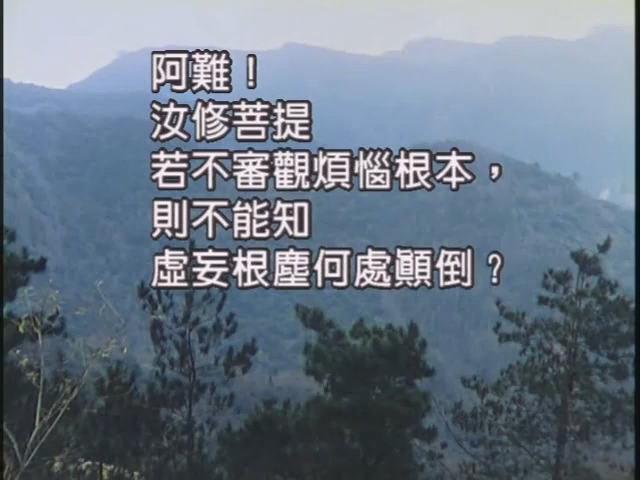 阿難！
汝修菩提
若不審觀煩惱根本，
則不能知
虛妄根塵何處顚倒？